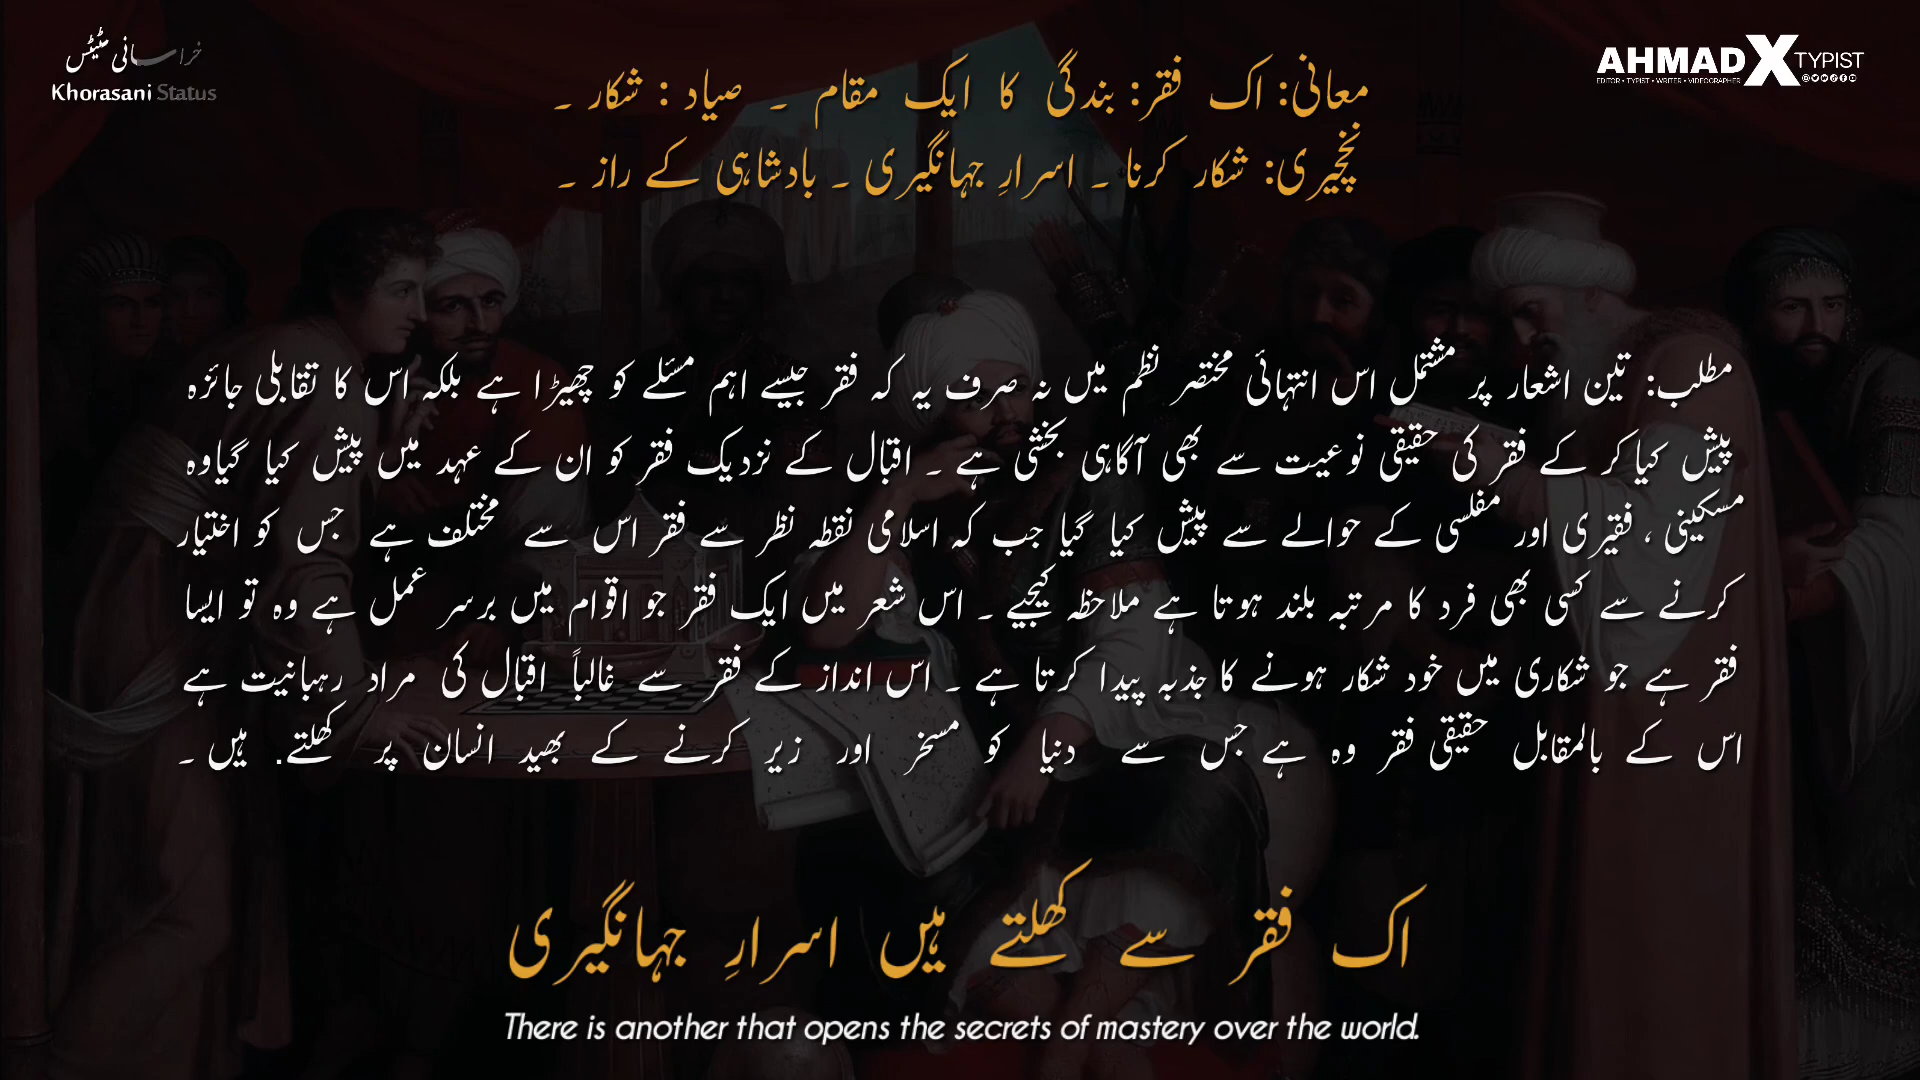 خراسانی سٹیٹس
Khorasani Status
AHMAD X TYPIST
EDITOR • TYPIST • WRITER • VIDEOGRAPHER
معانی: اک فقر: بندگی کا ایک مقام ۔ صیاد : شکار ۔
نخچیری: شکار کرنا ۔ اسرارِ جہانگیری ۔ بادشاہی کے راز ۔
مطلب: تین اشعار پر مشتمل اس انتہائی مختصر نظم میں نہ صرف یہ کہ فقر جیسے اہم مسئلے کو چھیڑا ہے بلکہ اس کا تقابلی جائزہ
پیش کیا کر کے فقر کی حقیقی نوعیت سے بھی آگاہی بخشی ہے ۔ اقبال کے نزدیک فقر کو ان کے عہد میں پیش کیا گیاوہ
مسکینی ، فقیری اور مفلسی کے حوالے سے پیش کیا گیا جب کہ اسلامی نقطہ نظر سے فقر اس سے مختلف ہے جس کو اختیار
کرنے سے کسی بھی فرد کا مرتبہ بلند ہوتا ہے ملاحظہ کیجیے ۔ اس شعر میں ایک فقر جو اقوام میں برسر عمل ہے وہ تو ایسا
فقر ہے جو شکاری میں خود شکار ہونے کا جذبہ پیدا کرتا ہے ۔ اس انداز کے فقر سے غالباً اقبال کی مراد رہبانیت ہے
اس کے بالمقابل حقیقی فقر وہ ہے جس سے دنیا کو مسخر اور زیر کرنے کے بھید انسان پر کھلتے. ہیں ۔
اک فقر سے کھلتے ہیں اسرارِ جہانگیری
There is another that opens the secrets of mastery over the world.